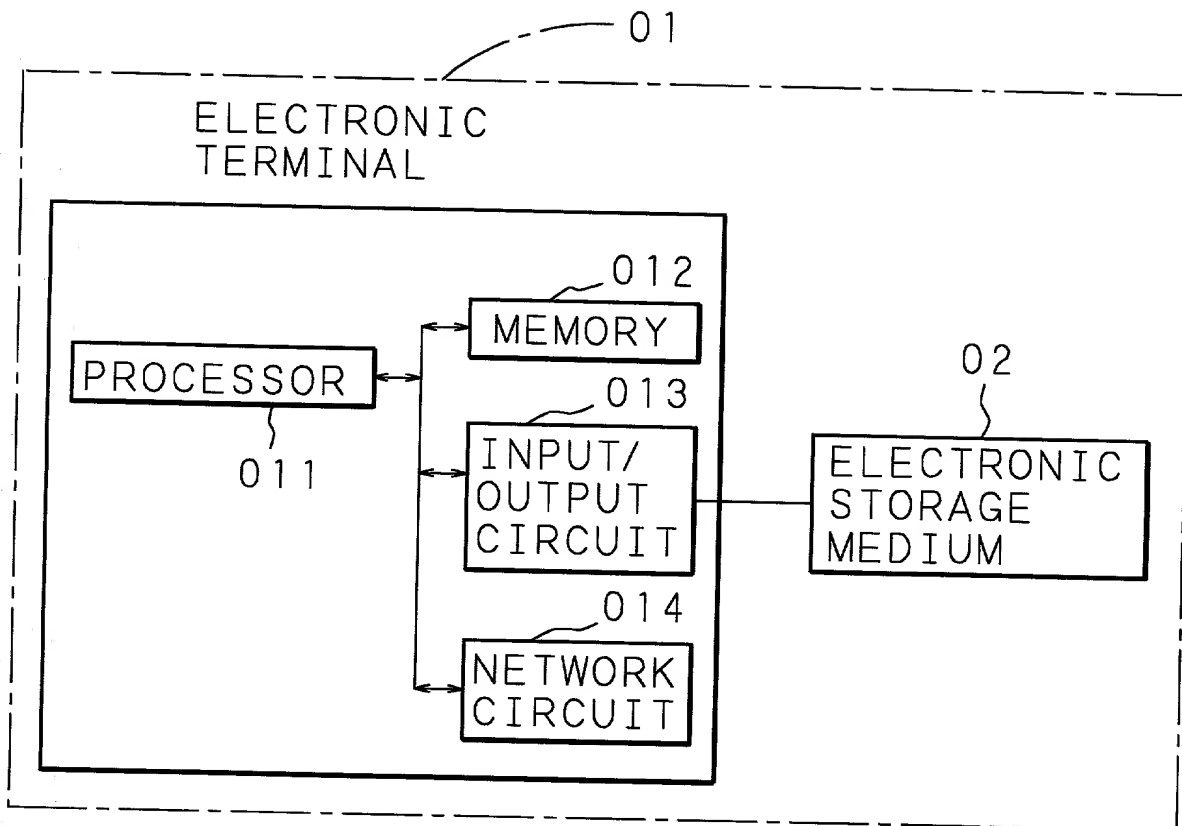 01
ELECTRONIC
TERMINAL
012
MEMORY
PROCESSOR
011
013
INPUT/
OUTPUT
CIRCUIT
02
ELECTRONIC
STORAGE
MEDIUM
014
NETWORK
CIRCUIT